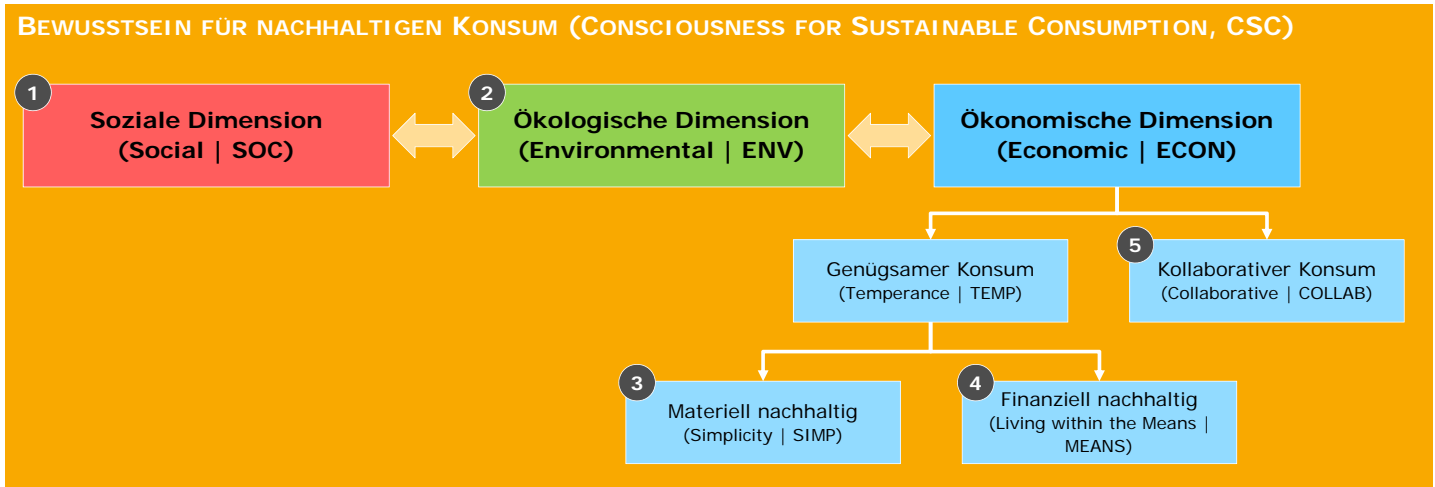 BEWUSSTSEIN FÜR NACHHALTIGEN KONSUM (CONSCIOUSNESS FOR SUSTAINABLE CONSUMPTION, CSC)
1
Soziale Dimension
(Social | SOC)
2
Ökologische Dimension
(Environmental | ENV)
Ökonomische Dimension
(Economic | ECON)
Genügsamer Konsum
(Temperance | TEMP)
5
Kollaborativer Konsum
(Collaborative | COLLAB)
3
Materiell nachhaltig
(Simplicity | SIMP)
4
Finanziell nachhaltig
(Living within the Means |
MEANS)